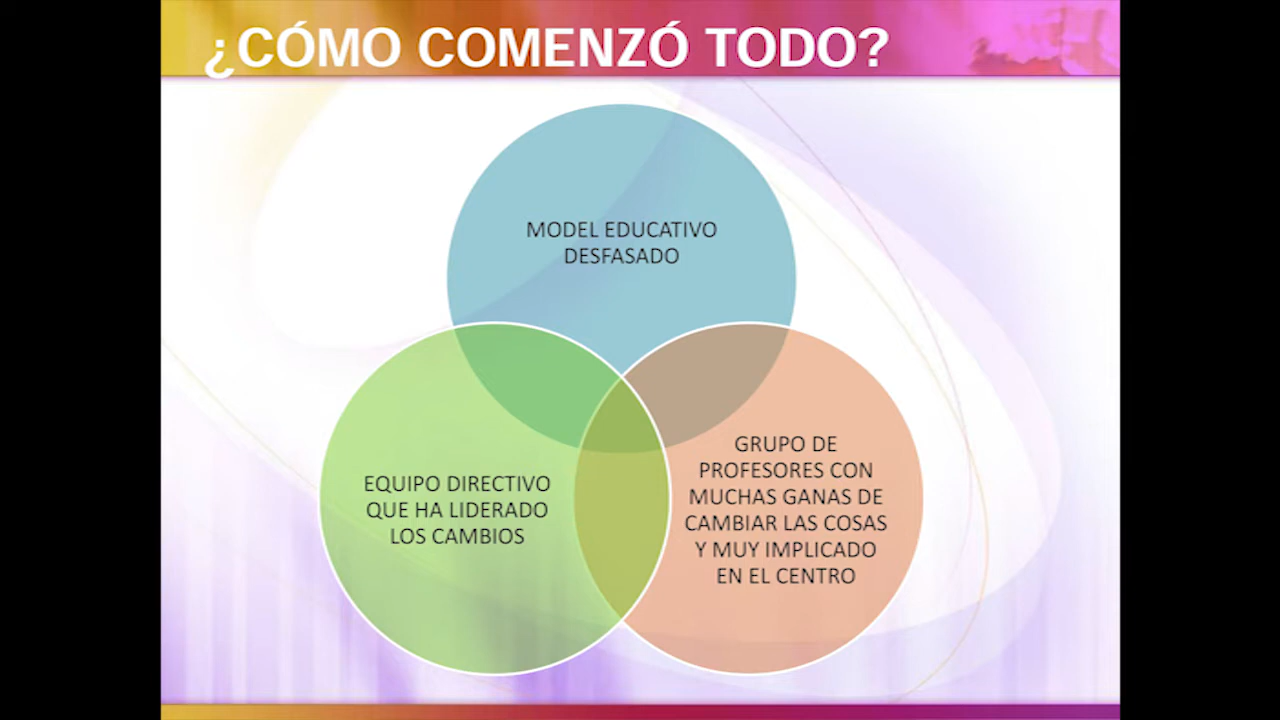 ¿CÓMO COMENZÓ TODO?
MODEL EDUCATIVO
DESFASADO
EQUIPO DIRECTIVO
QUE HA LIDERADO
LOS CAMBIOS
GRUPO DE
PROFESORES CON
MUCHAS GANAS DE
CAMBIAR LAS COSAS
Y MUY IMPLICADO
EN EL CENTRO